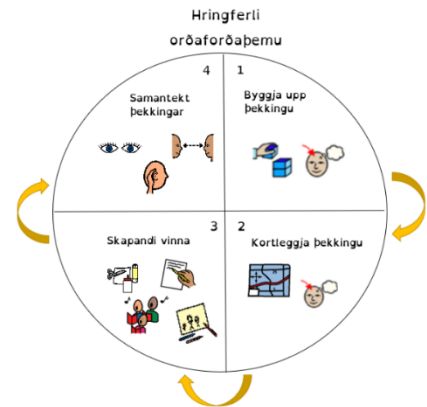 Hringferli
orðaforðaþemu
1
Byggja upp
þekkingu
2
Kortleggja þekkingu
3
Skapandi vinna
4
Samantekt
þekkingar